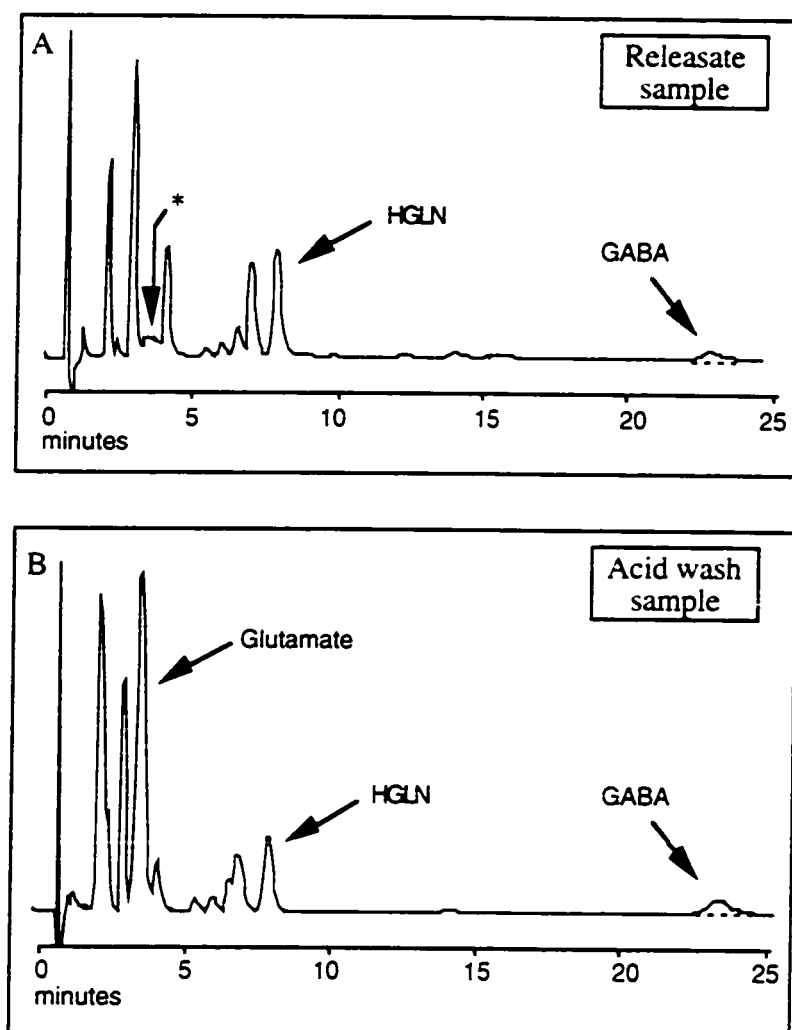 A
Releasate
sample
*
HGLN
GABA
0 5 10 15 20 25
minutes
B
Acid wash
sample
Glutamate
HGLN
GABA
0 5 10 15 20 25
minutes